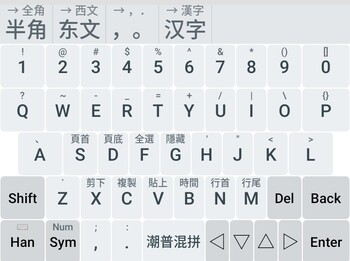 → 全角 → 西文 → , . → 漢字
半角 东文 ，。 汉字
! @ # $ % ^ & * () []
1 2 3 4 5 6 7 8 9 0
? ~ - – = + / \ {}
Q W E R T Y U I O P
、 頁首 頁底 全選 隱藏 ' " < >
A S D F G H J K L
剪下 複製 貼上 時間 行首 行尾
Shift Z X C V B N M Del Back
Num , :
Han Sym . . 潮普混拼 ◁ ▽ △ ▷ Enter